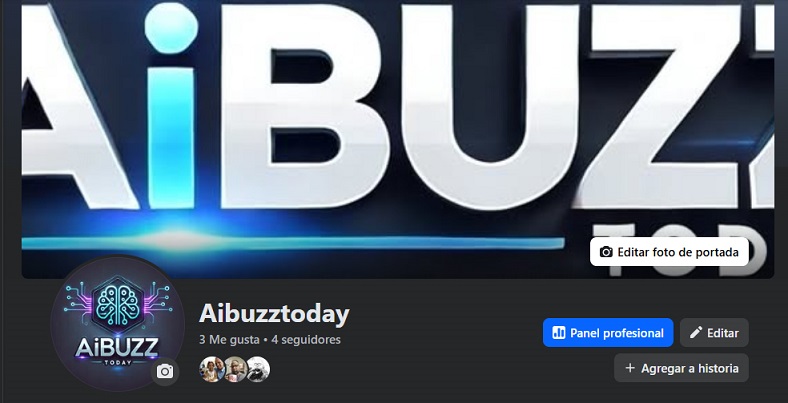 AiBUZZ
TOD
Editar foto de portada
AiBUZZ
TODAY
Aibuzztoday
3 Me gusta • 4 seguidores
Panel profesional
Editar
+ Agregar a historia